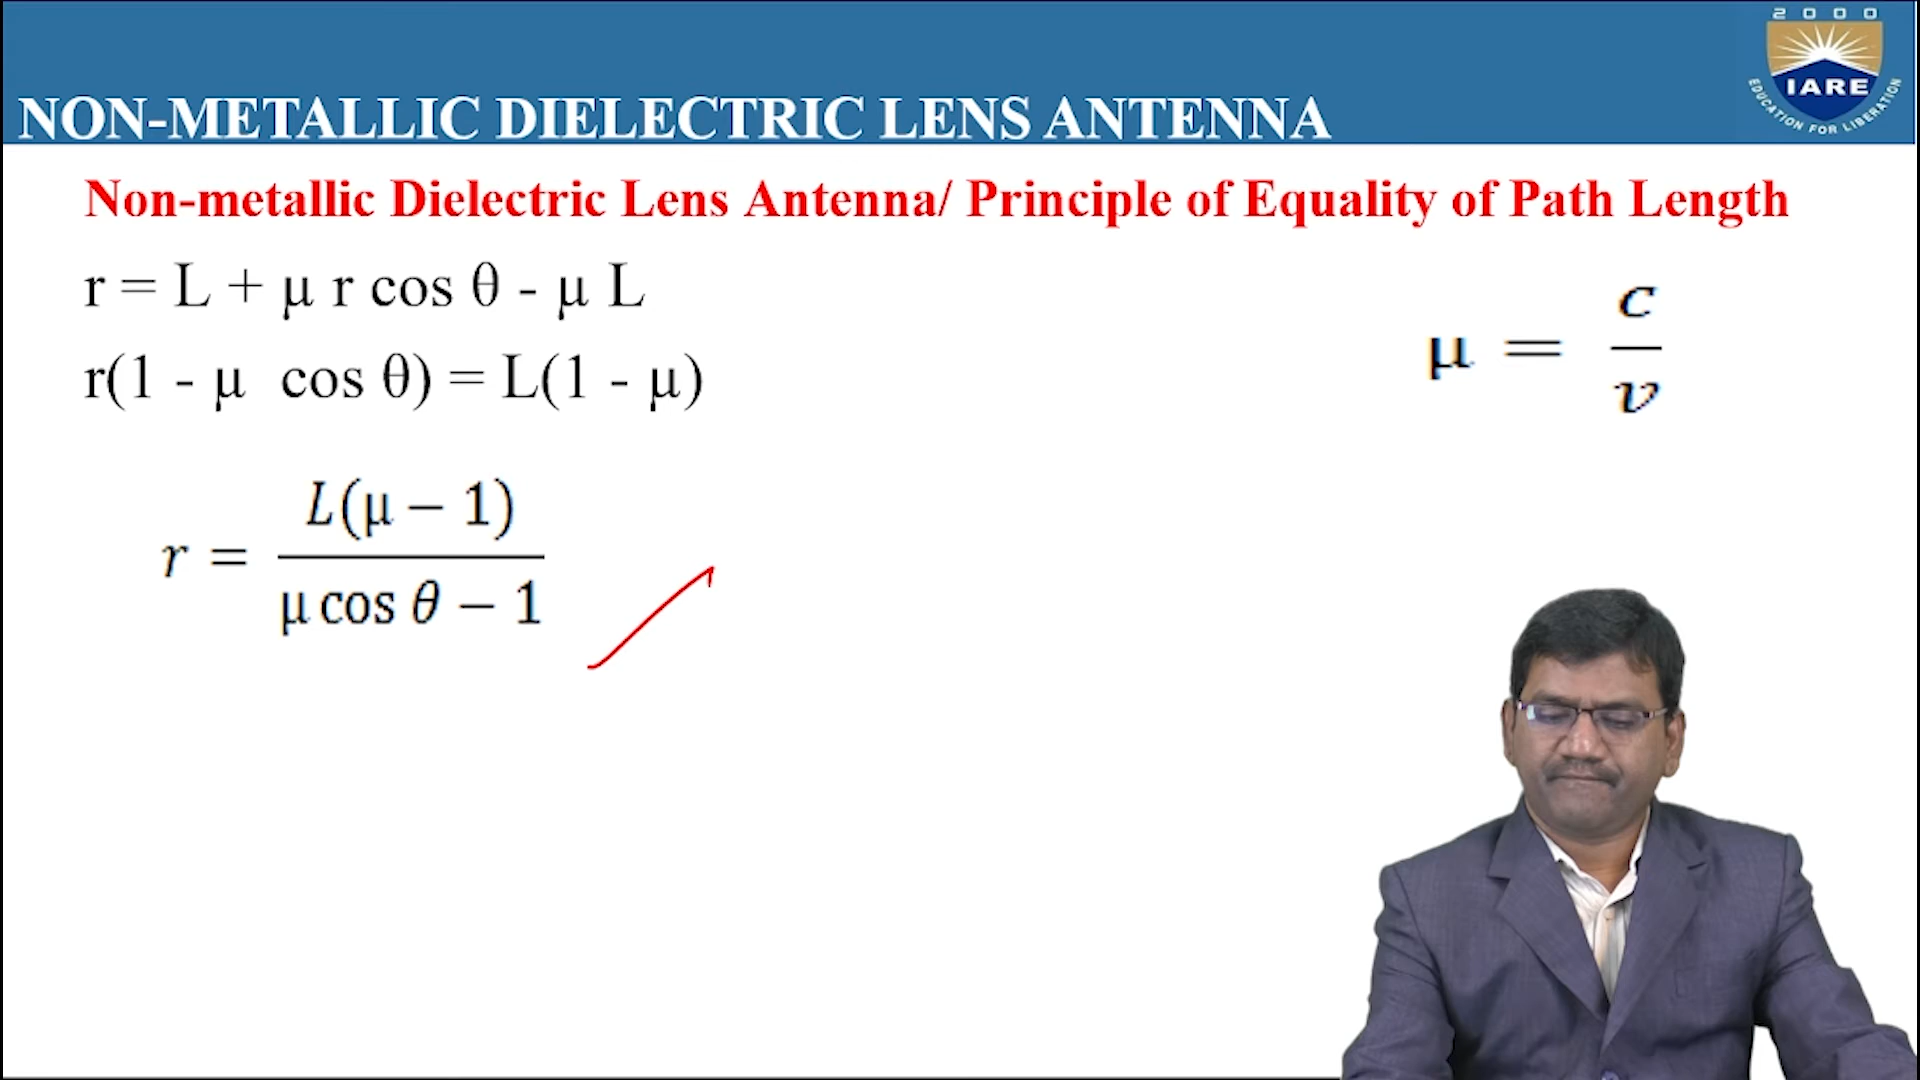 2000
IARE
EDUCATION FOR LIBERATION
NON-METALLIC DIELECTRIC LENS ANTENNA
Non-metallic Dielectric Lens Antenna/ Principle of Equality of Path Length
r = L + μ r cos θ - μ L
r(1 - μ cos θ) = L(1 - μ)
μ = c/v
r = L(μ − 1)/μ cos θ − 1